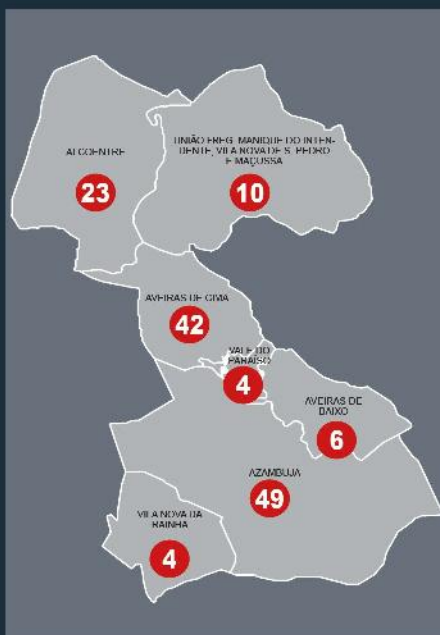 ALCOENTRE
23
UNIÃO FREG. MANIQUE DO INTEN-
DENTE, VILA NOVA DE S. PEDRO
E MAÇUSSA
10
AVEIRAS DE CIMA
42
VALE DO
PARAÍSO
4
AVEIRAS DE
BAIXO
6
AZAMBUJA
49
VILA NOVA DA
RAINHA
4